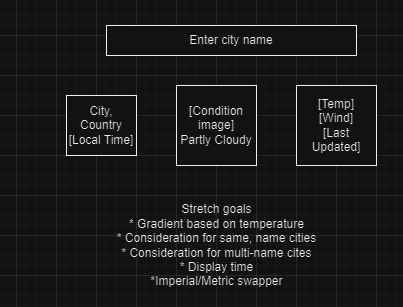 Enter city name
City,
Country
[Local Time]
[Condition
image]
Partly Cloudy
[Temp]
[Wind]
[Last
Updated]
Stretch goals
* Gradient based on temperature
* Consideration for same, name cities
* Consideration for multi-name cites
* Display time
*Imperial/Metric swapper